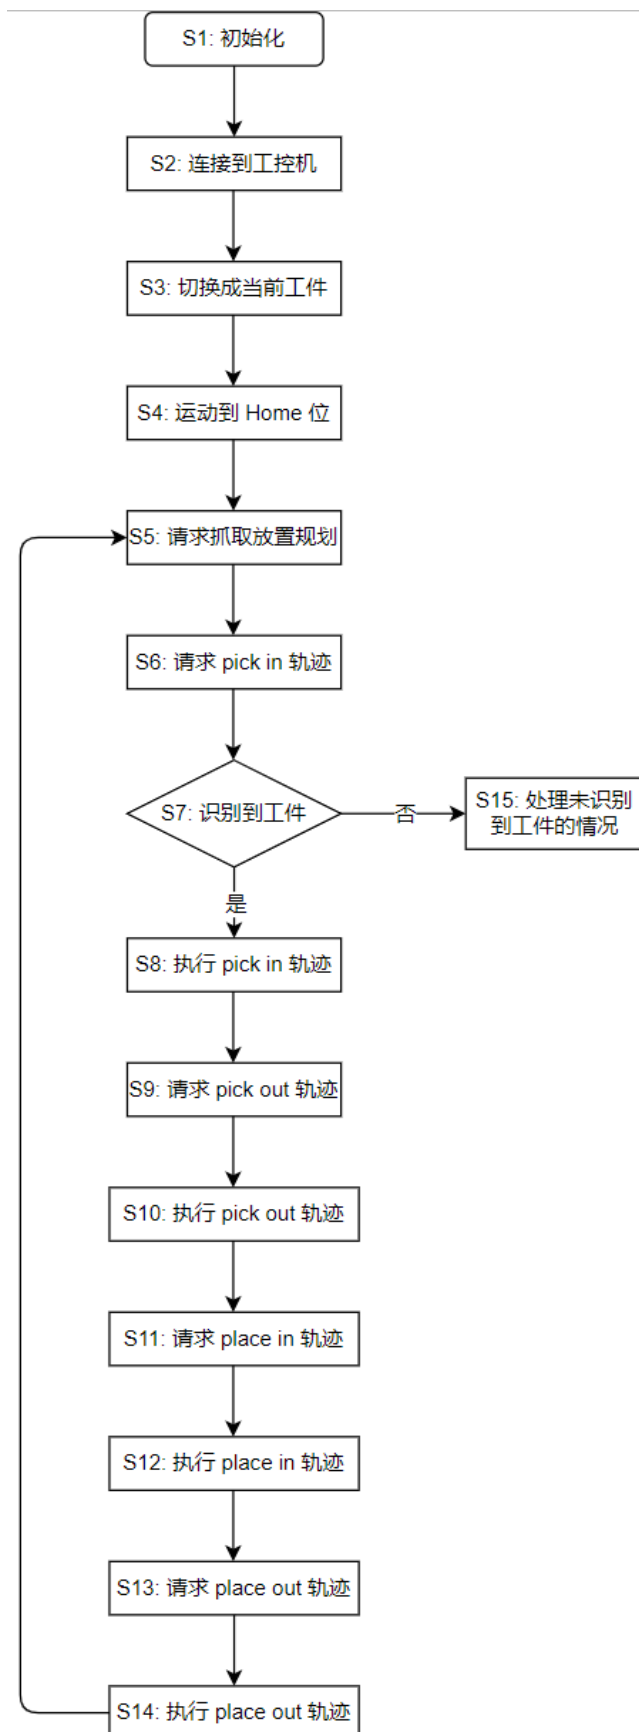 S1: 初始化
S2: 连接到工控机
S3: 切换成当前工件
S4: 运动到 Home 位
S5: 请求抓取放置规划
S6: 请求 pick in 轨迹
S7: 识别到工件
否
S15: 处理未识别
到工件的情况
是
S8: 执行 pick in 轨迹
S9: 请求 pick out 轨迹
S10: 执行 pick out 轨迹
S11: 请求 place in 轨迹
S12: 执行 place in 轨迹
S13: 请求 place out 轨迹
S14: 执行 place out 轨迹